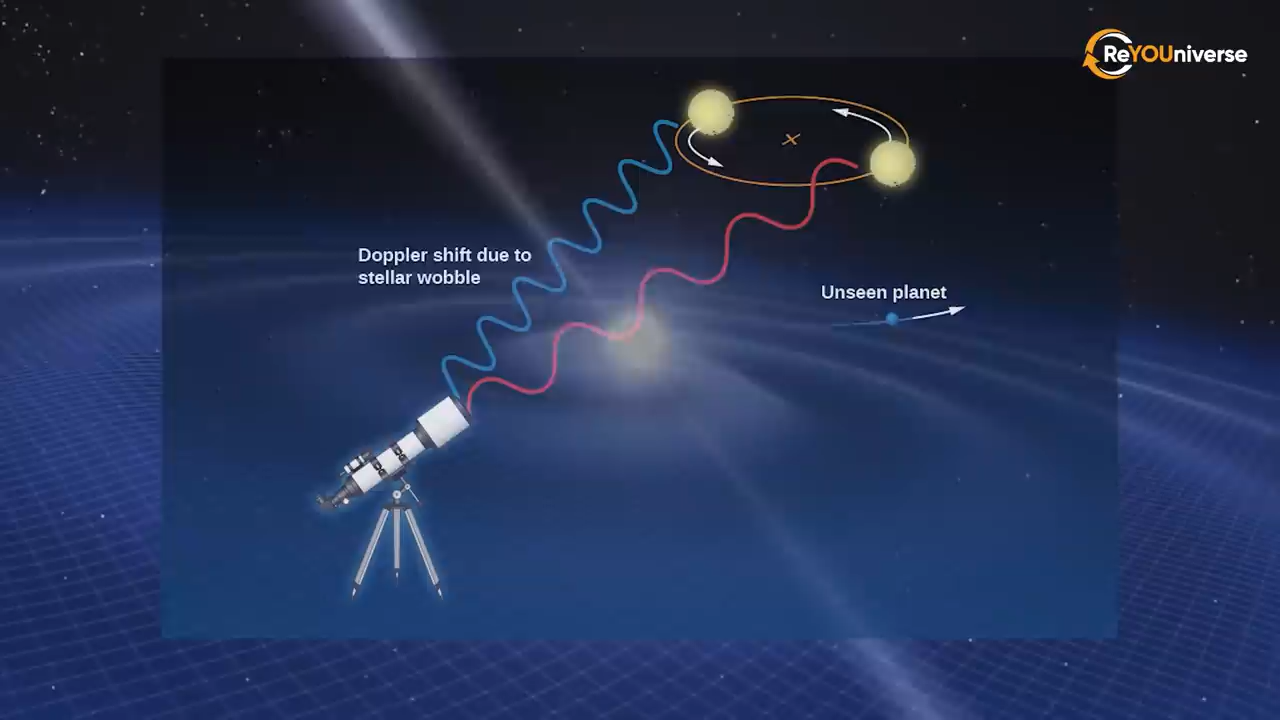 ReYOUniverse
Doppler shift due to
stellar wobble
Unseen planet